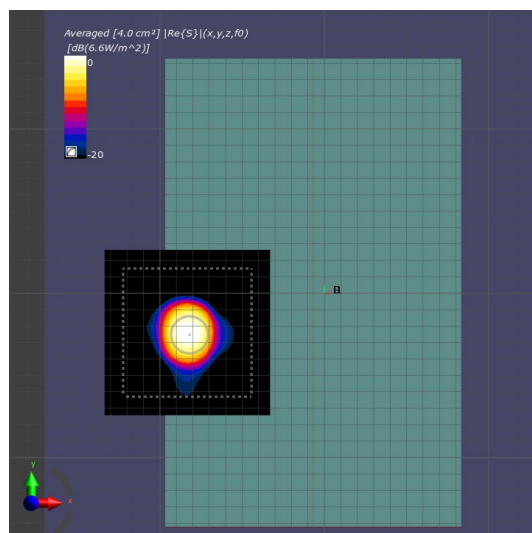 Averaged [4.0 cm²] |Re{S}|(x,y,z,f0)
[dB(6.6W/m^2)]
0
-20
y
x